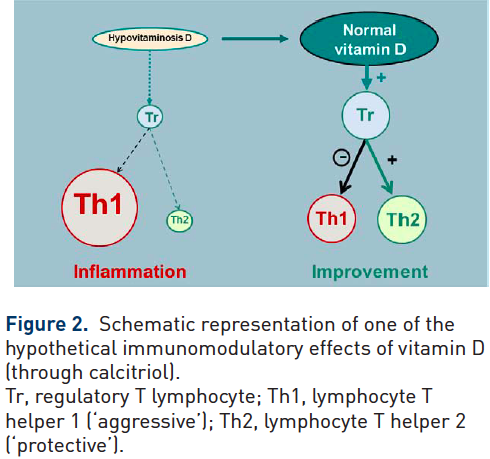 Hypovitaminosis D
Normal
vitamin D
+
Tr
Tr
-
+
Th1
Th2
Th1
Th2
Inflammation
Improvement
Figure 2. Schematic representation of one of the
hypothetical immunomodulatory effects of vitamin D
(through calcitriol).
Tr, regulatory T lymphocyte; Th1, lymphocyte T
helper 1 (‘aggressive’); Th2, lymphocyte T helper 2
(‘protective’).